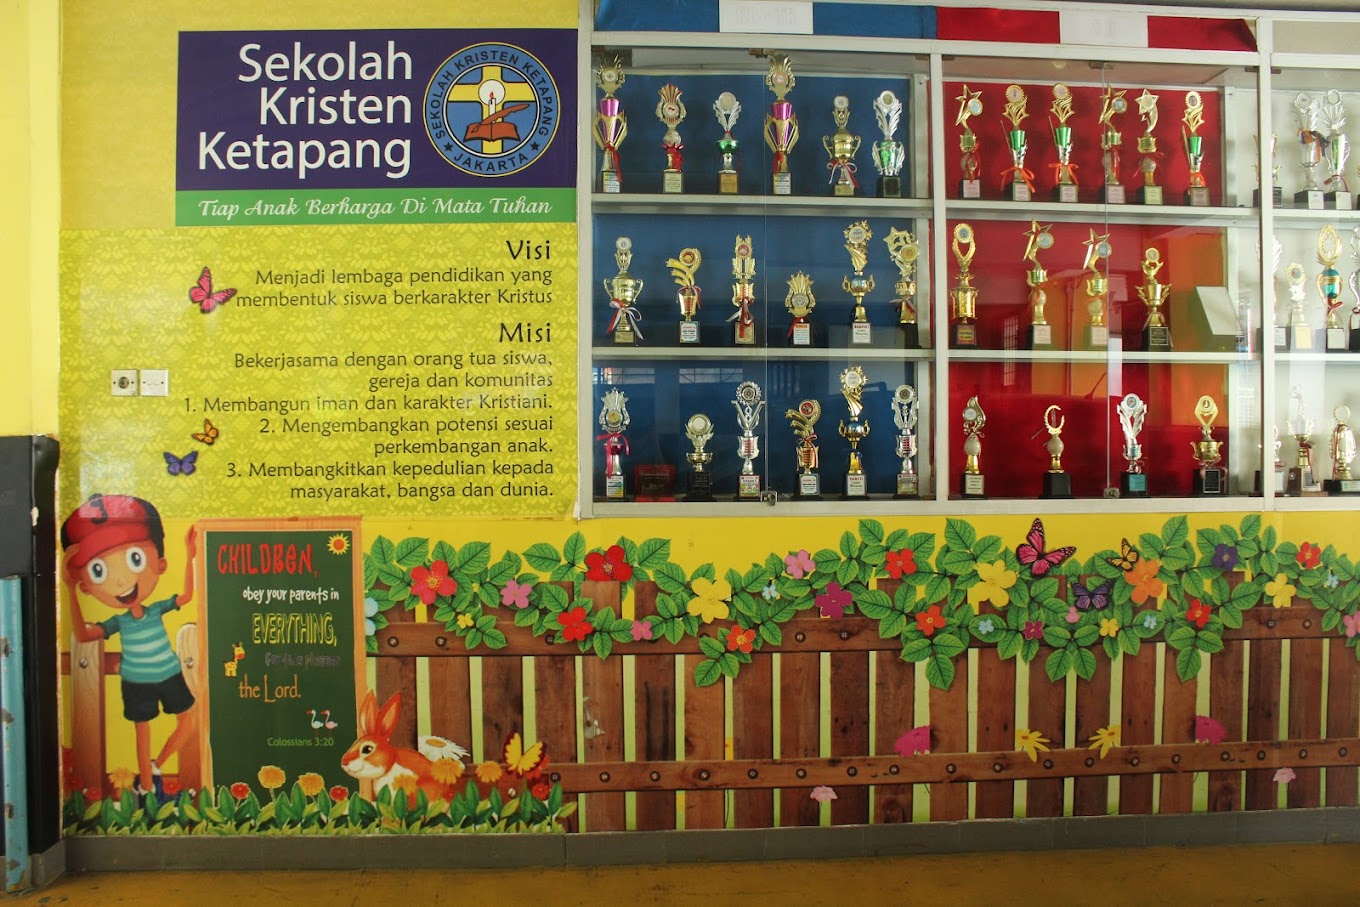 Sekolah
Kristen
Ketapang
SEKOLAH KRISTEN KETAPANG
★ JAKARTA ★
Tiap Anak Berharga Di Mata Tuhan
Visi
Menjadi lembaga pendidikan yang
membentuk siswa berkarakter Kristus
Misi
Bekerjasama dengan orang tua siswa,
gereja dan komunitas
1. Membangun iman dan karakter Kristiani.
2. Mengembangkan potensi sesuai
perkembangan anak.
3. Membangkitkan kepedulian kepada
masyarakat, bangsa dan dunia.
CHILDREN,
obey your parents in
EVERYTHING,
the Lord.
Colossians 3:20